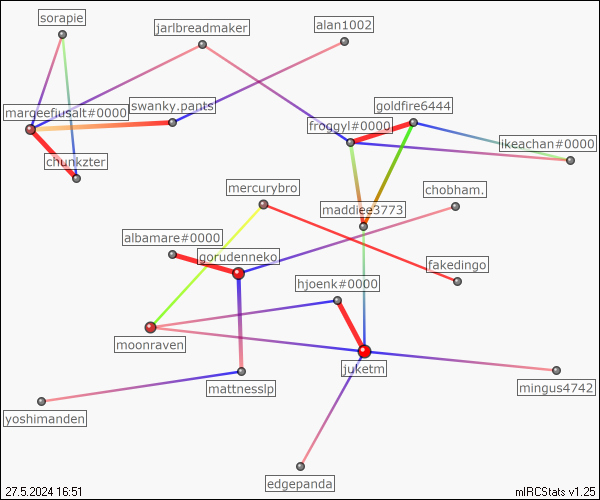 sorapie
jarlbreadmaker
alan1002
margeefiusalt#0000
swanky.pants
goldfire6444
froggyl#0000
ikeachan#0000
chunkzter
mercurybro
chobham.
maddiee3773
albamare#0000
gorudenneko
fakedingo
hjoenk#0000
moonraven
juketm
mattnesslp
mingus4742
yoshimanden
edgepanda
27.5.2024 16:51
mIRCStats v1.25